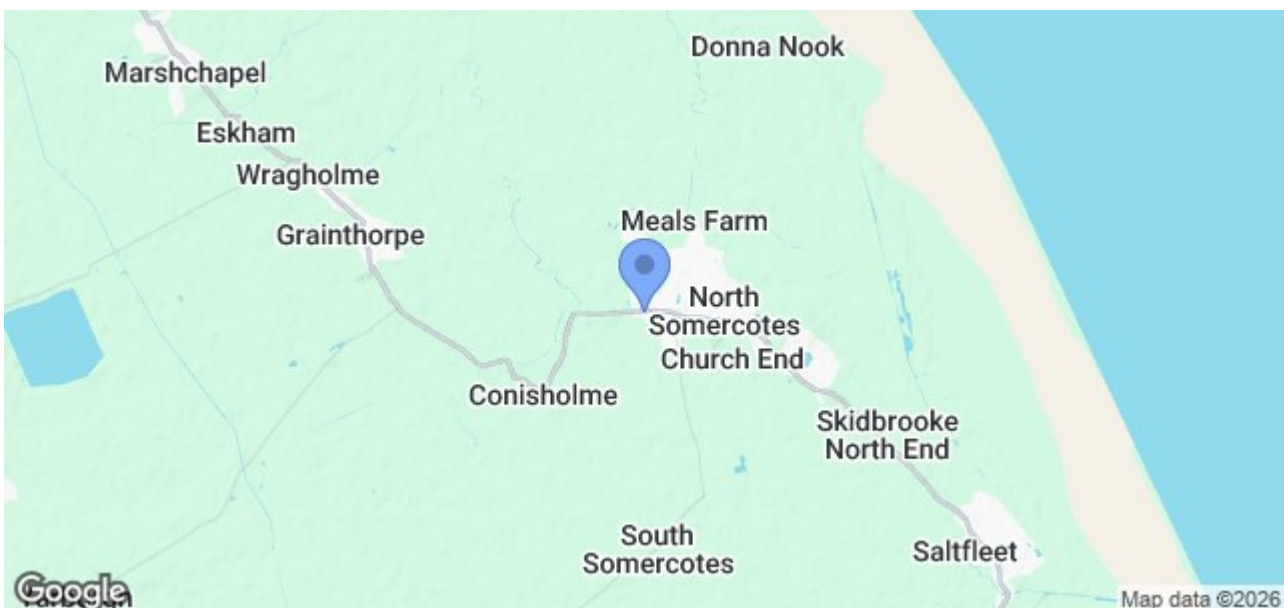 Donna Nook
Marshchapel
Eskham
Wragholme
Grainthorpe
Meals Farm
North
Somercotes
Church End
Conisholme
Skidbrooke
North End
South
Somercotes
Saltfleet
Google
Map data ©2026